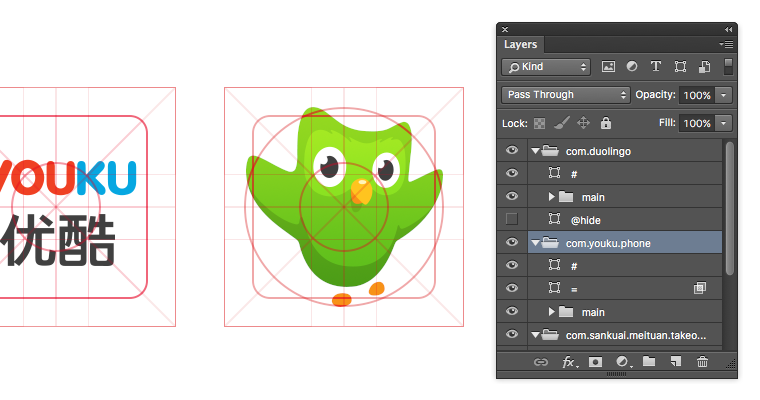 YOUKU
优酷
Layers
Kind
Pass Through
Opacity: 100%
Lock:
Fill: 100%
com.duolingo
#
main
@hide
com.youku.phone
#
=
main
com.sankuai.meituan.takeo...
fx